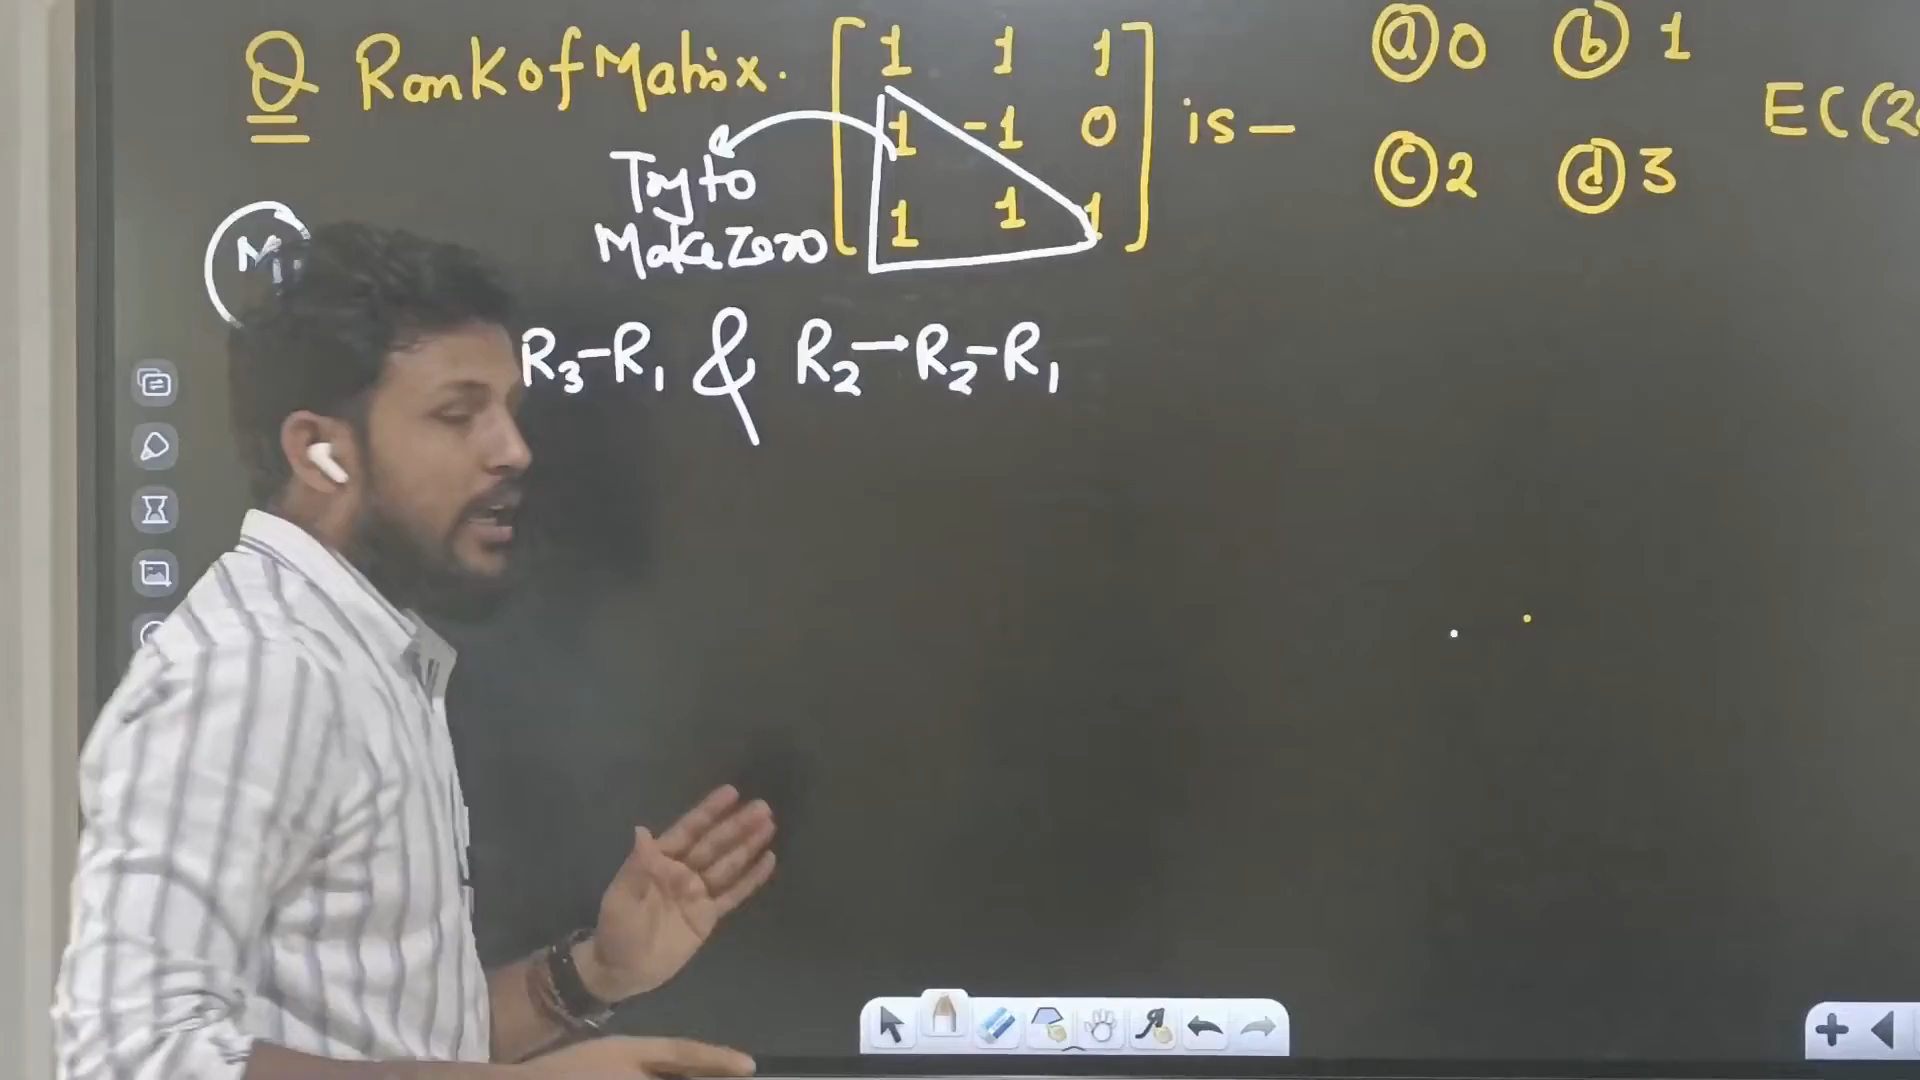 Q Rank of Matrix. [1 1 1
1 -1 0
1 1 1] is—
ⓐ 0 ⓑ 1
ⓒ 2 ⓓ 3
EC(20
Try to
Make Zero
M
R₃-R₁ & R₂→R₂-R₁